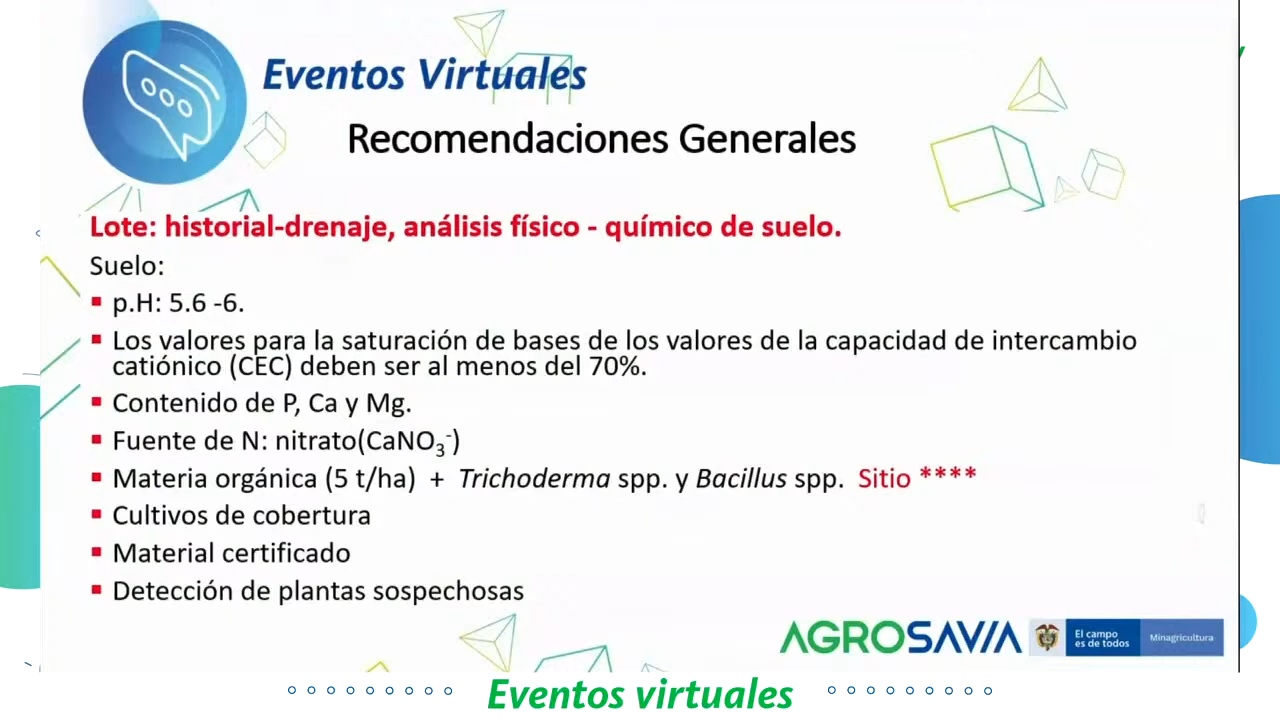 Eventos Virtuales
Recomendaciones Generales
Lote: historial-drenaje, análisis físico - químico de suelo.
Suelo:
▪ p.H: 5.6 -6.
▪ Los valores para la saturación de bases de los valores de la capacidad de intercambio
catiónico (CEC) deben ser al menos del 70%.
▪ Contenido de P, Ca y Mg.
▪ Fuente de N: nitrato(CaNO₃⁻)
▪ Materia orgánica (5 t/ha) + Trichoderma spp. y Bacillus spp. Sitio ****
▪ Cultivos de cobertura
▪ Material certificado
▪ Detección de plantas sospechosas
AGROSAVIA
El campo
es de todos
Minagricultura
Eventos virtuales